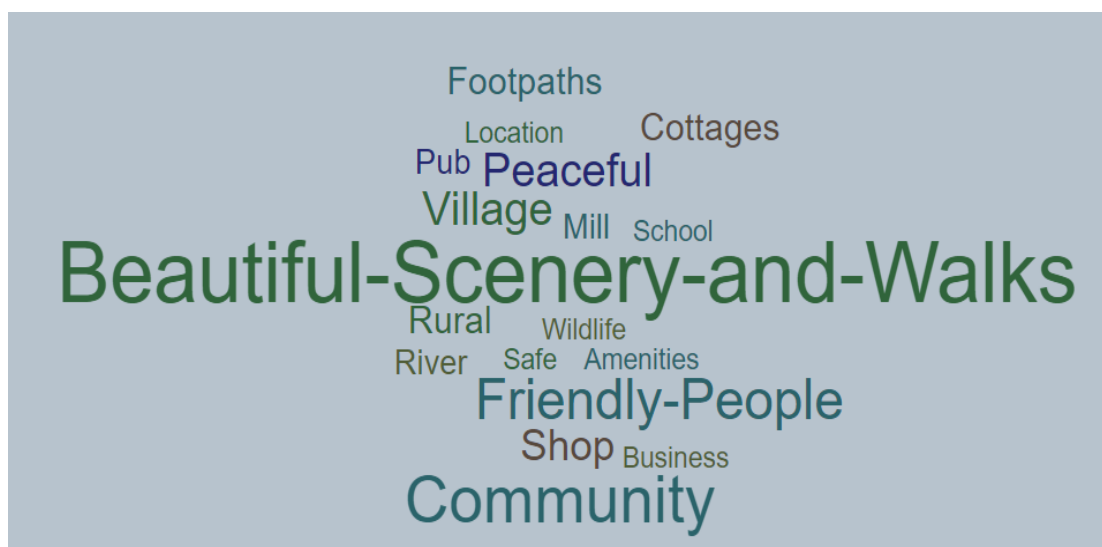 Footpaths
Location Cottages
Pub Peaceful
Village Mill School
Beautiful-Scenery-and-Walks
Rural Wildlife
River Safe Amenities
Friendly-People
Shop Business
Community